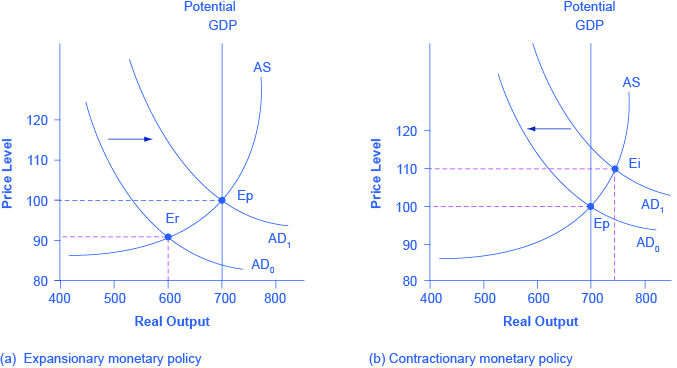 Potential
GDP
AS
120
110
100
90
80
Price Level
Ep
Er
AD1
AD0
400
500
600
700
800
Real Output
(a) Expansionary monetary policy
Potential
GDP
AS
120
110
100
90
80
Price Level
Ei
Ep
AD1
AD0
400
500
600
700
800
Real Output
(b) Contractionary monetary policy